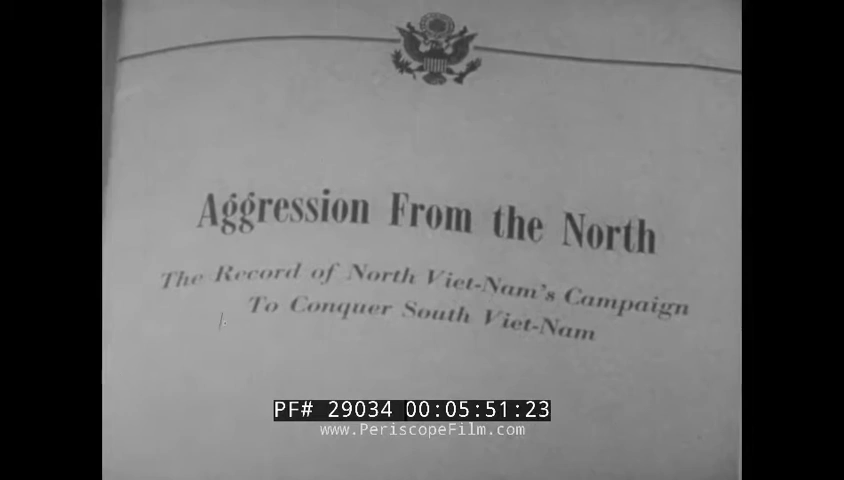 Aggression From the North
The Record of North Viet-Nam's Campaign
To Conquer South Viet-Nam
PF# 29034 00:05:51:23
www.PeriscopeFilm.com